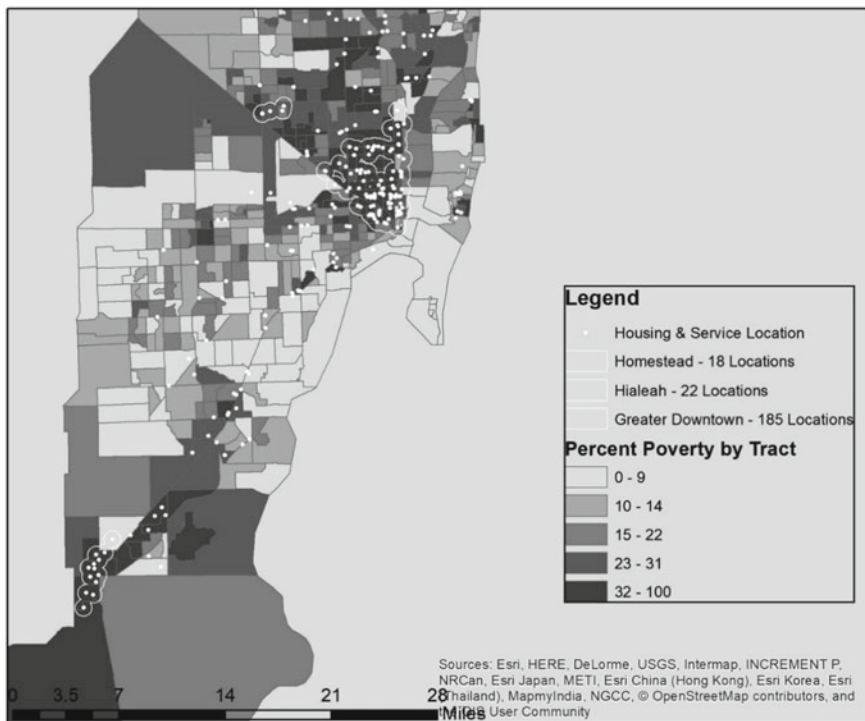 Legend
Housing & Service Location
Homestead - 18 Locations
Hialeah - 22 Locations
Greater Downtown - 185 Locations
Percent Poverty by Tract
0 - 9
10 - 14
15 - 22
23 - 31
32 - 100
Sources: Esri, HERE, DeLorme, USGS, Intermap, INCREMENT P,
NRCan, Esri Japan, METI, Esri China (Hong Kong), Esri Korea, Esri
(Thailand), MapmyIndia, NGCC, © OpenStreetMap contributors, and
User Community
0 3.5 7 14 21 28
Miles